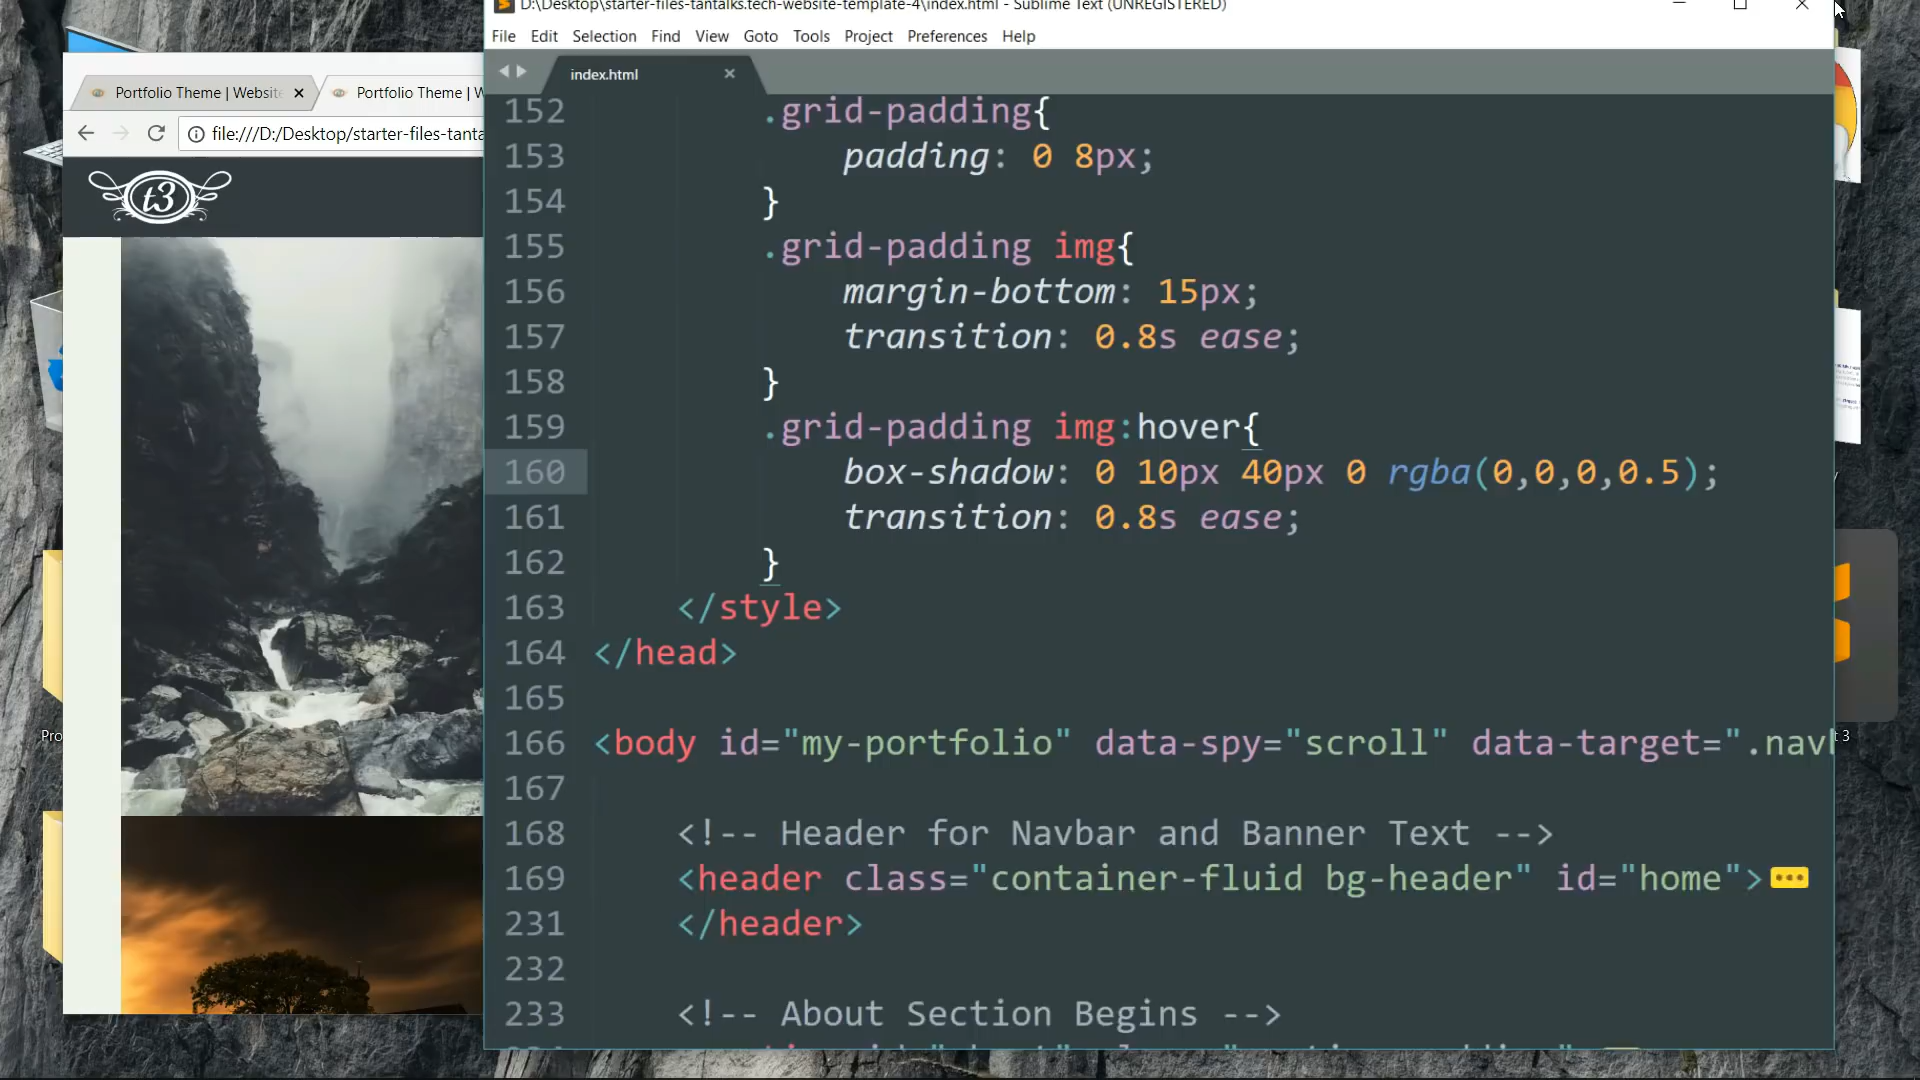 D:\Desktop\starter-files-tantalks.tech-website-template-4\index.html - Sublime Text (UNREGISTERED)
File Edit Selection Find View Goto Tools Project Preferences Help
index.html
Portfolio Theme | Website
Portfolio Theme | W
file:///D:/Desktop/starter-files-tanta
t3
152 .grid-padding{
153 padding: 0 8px;
154 }
155 .grid-padding img{
156 margin-bottom: 15px;
157 transition: 0.8s ease;
158 }
159 .grid-padding img:hover{
160 box-shadow: 0 10px 40px 0 rgba(0,0,0,0.5);
161 transition: 0.8s ease;
162 }
163 </style>
164 </head>
165
166 <body id="my-portfolio" data-spy="scroll" data-target=".navb
167
168 <!-- Header for Navbar and Banner Text -->
169 <header class="container-fluid bg-header" id="home">
231 </header>
232
233 <!-- About Section Begins -->
Pro
t 3